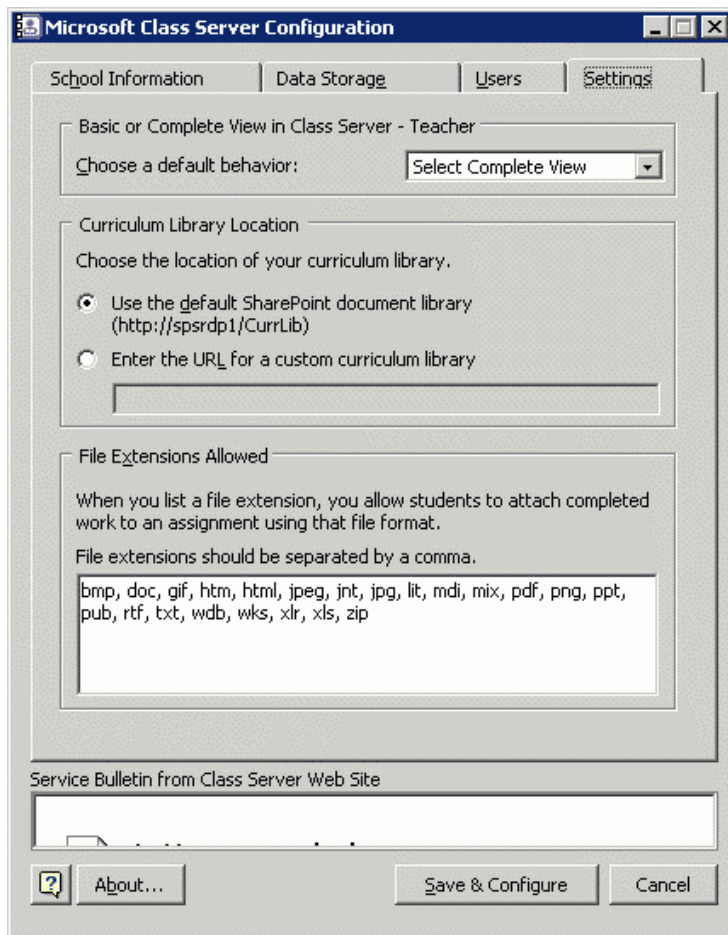 Microsoft Class Server Configuration
School Information
Data Storage
Users
Settings
Basic or Complete View in Class Server - Teacher
Choose a default behavior:
Select Complete View
Curriculum Library Location
Choose the location of your curriculum library.
Use the default SharePoint document library
(http://spsrdp1/CurrLib)
Enter the URL for a custom curriculum library
File Extensions Allowed
When you list a file extension, you allow students to attach completed
work to an assignment using that file format.
File extensions should be separated by a comma.
bmp, doc, gif, htm, html, jpeg, jnt, jpg, lit, mdi, mix, pdf, png, ppt,
pub, rtf, txt, wdb, wks, xlr, xls, zip
Service Bulletin from Class Server Web Site
?
About...
Save & Configure
Cancel